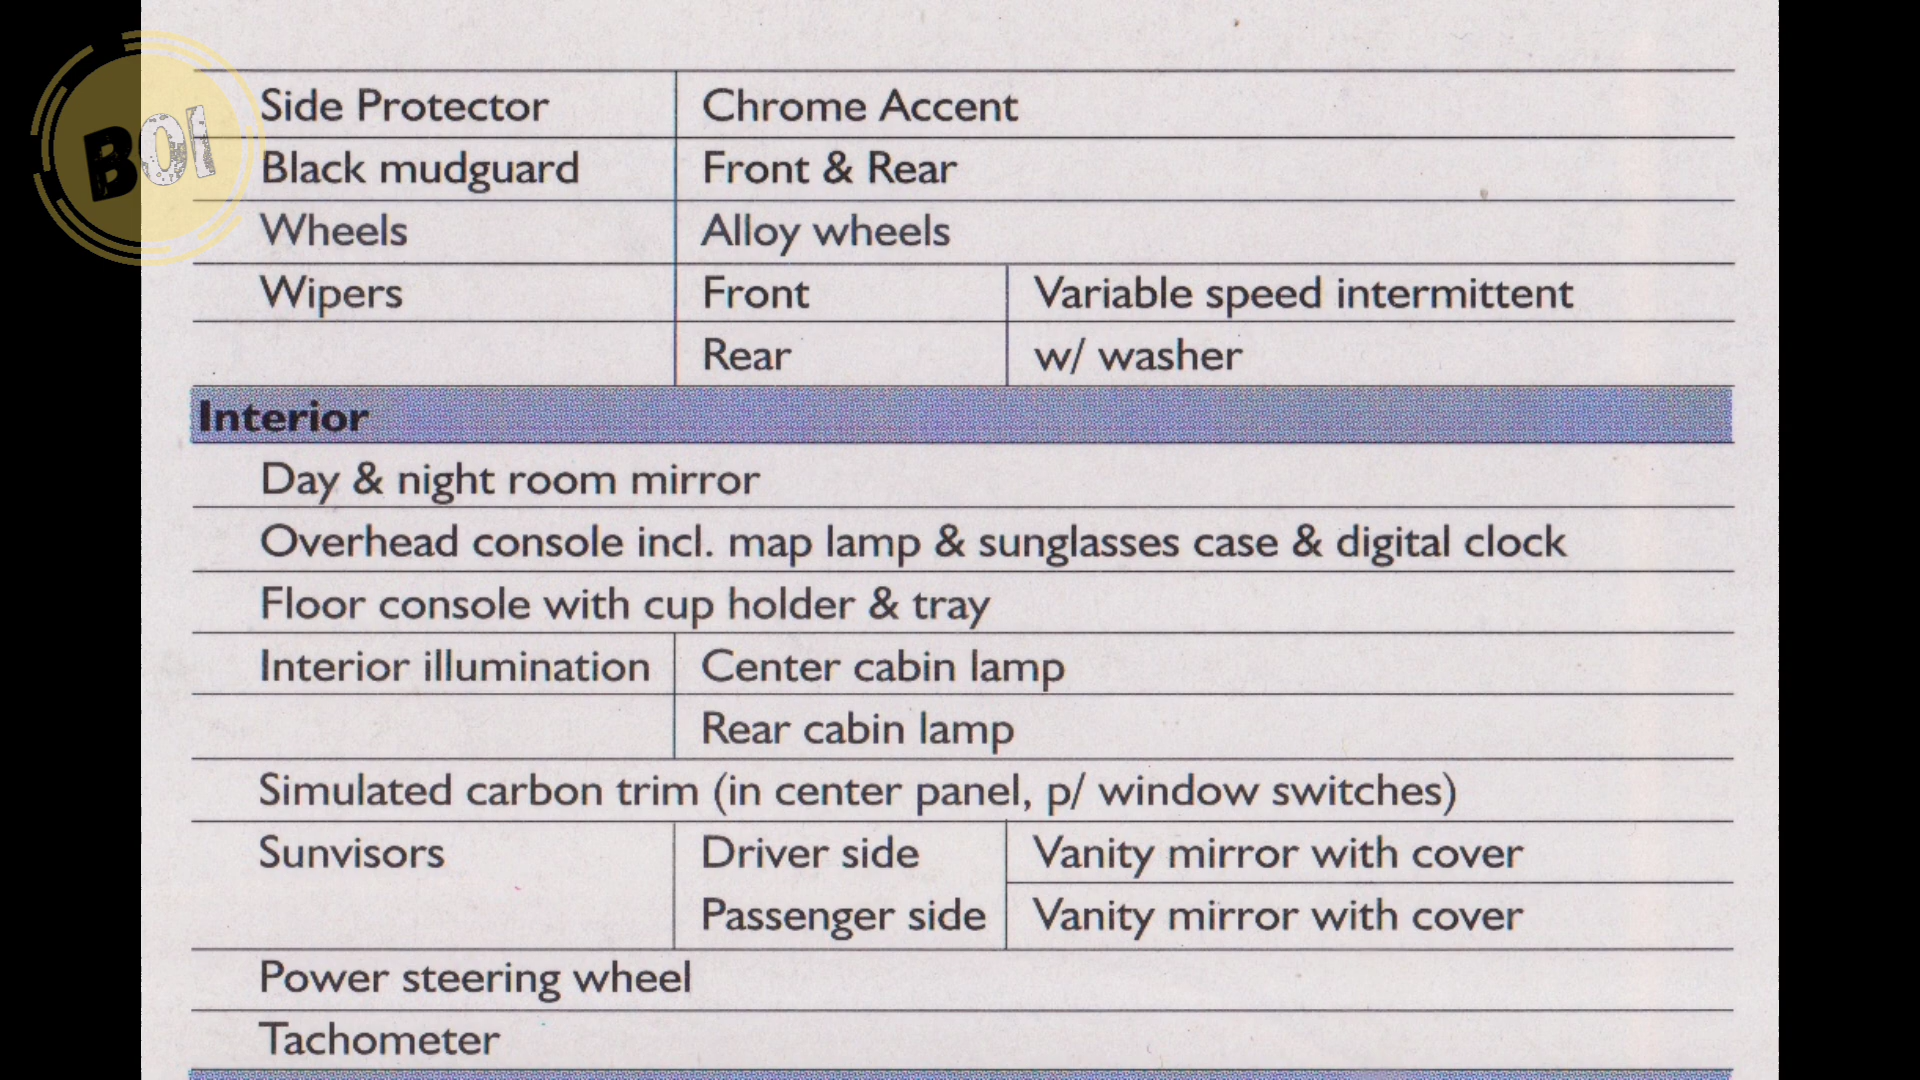 BOI
Side Protector Chrome Accent
Black mudguard Front & Rear
Wheels Alloy wheels
Wipers Front Variable speed intermittent
Rear w/ washer
Interior
Day & night room mirror
Overhead console incl. map lamp & sunglasses case & digital clock
Floor console with cup holder & tray
Interior illumination Center cabin lamp
Rear cabin lamp
Simulated carbon trim (in center panel, p/ window switches)
Sunvisors Driver side Vanity mirror with cover
Passenger side Vanity mirror with cover
Power steering wheel
Tachometer